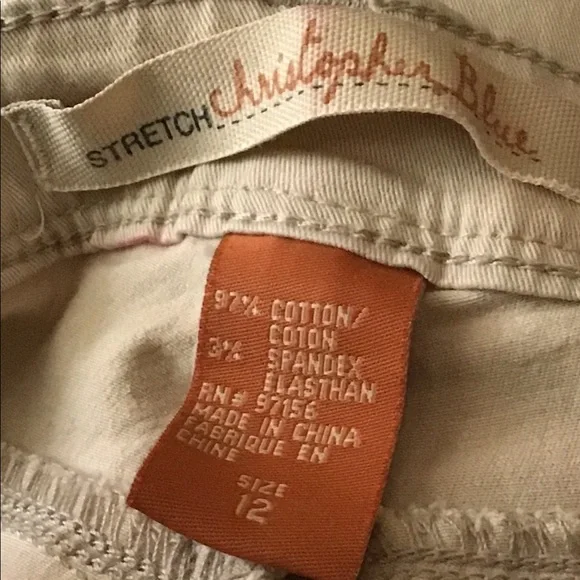 STRETCH Christopher Blue
97% COTTON/
COTON
3% SPANDEX
ELASTHAN
RN# 97156
MADE IN CHINA
FABRIQUE EN
CHINE
SIZE
12